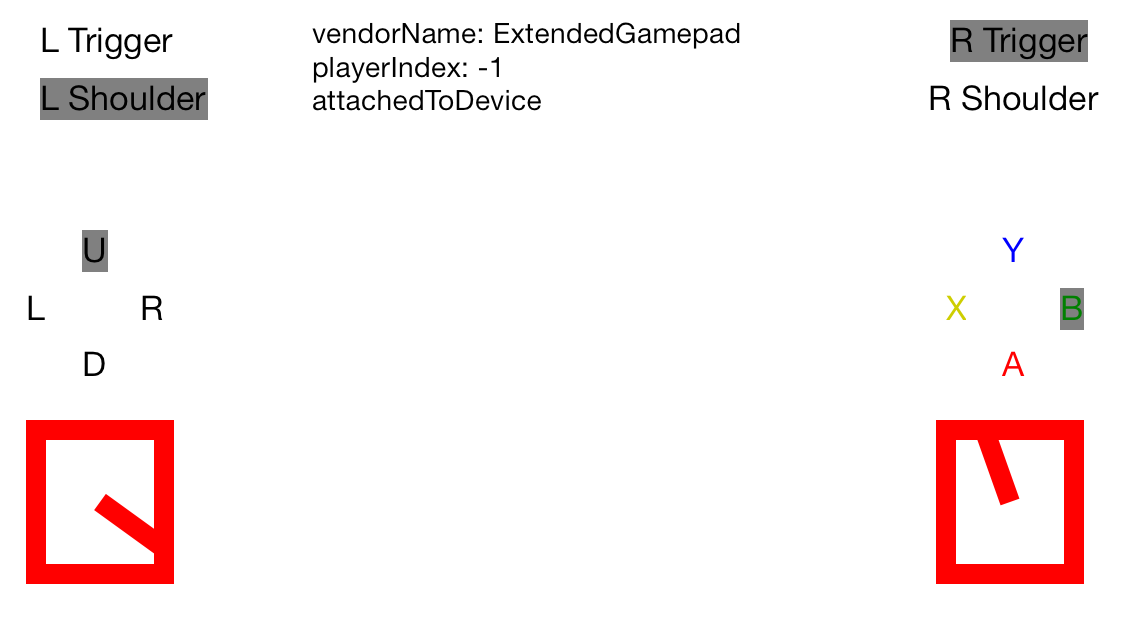 L Trigger
L Shoulder
vendorName: ExtendedGamepad
playerIndex: -1
attachedToDevice
R Trigger
R Shoulder
U
L R
D
Y
X B
A